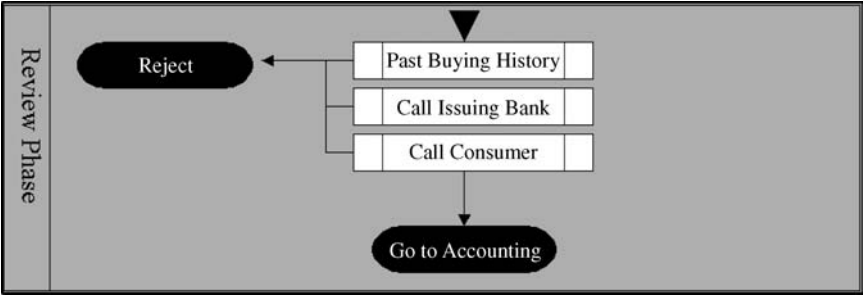 Review Phase
Reject
Past Buying History
Call Issuing Bank
Call Consumer
Go to Accounting